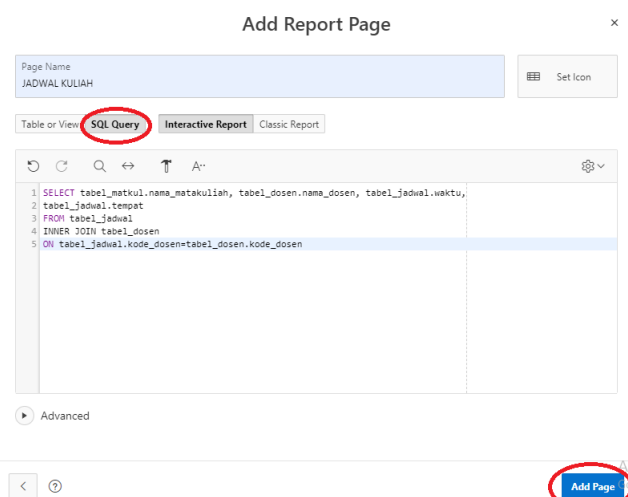 Add Report Page
×
Page Name
JADWAL KULIAH
Set Icon
Table or View SQL Query Interactive Report Classic Report
1 SELECT tabel_matkul.nama_matakuliah, tabel_dosen.nama_dosen, tabel_jadwal.waktu,
2 tabel_jadwal.tempat
3 FROM tabel_jadwal
4 INNER JOIN tabel_dosen
5 ON tabel_jadwal.kode_dosen=tabel_dosen.kode_dosen
Advanced
Add Page